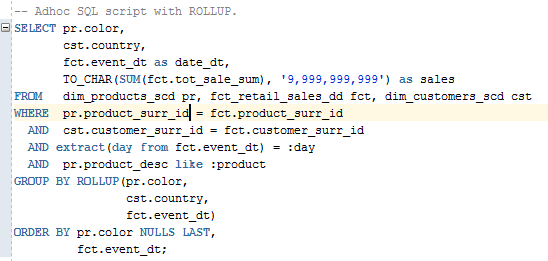 -- Adhoc SQL script with ROLLUP.
SELECT pr.color,
       cst.country,
       fct.event_dt as date_dt,
       TO_CHAR(SUM(fct.tot_sale_sum), '9,999,999,999') as sales
FROM   dim_products_scd pr, fct_retail_sales_dd fct, dim_customers_scd cst
WHERE  pr.product_surr_id = fct.product_surr_id
  AND  cst.customer_surr_id = fct.customer_surr_id
  AND extract(day from fct.event_dt) = :day
  AND  pr.product_desc like :product
GROUP BY ROLLUP(pr.color,
                cst.country,
                fct.event_dt)
ORDER BY pr.color NULLS LAST,
         fct.event_dt;